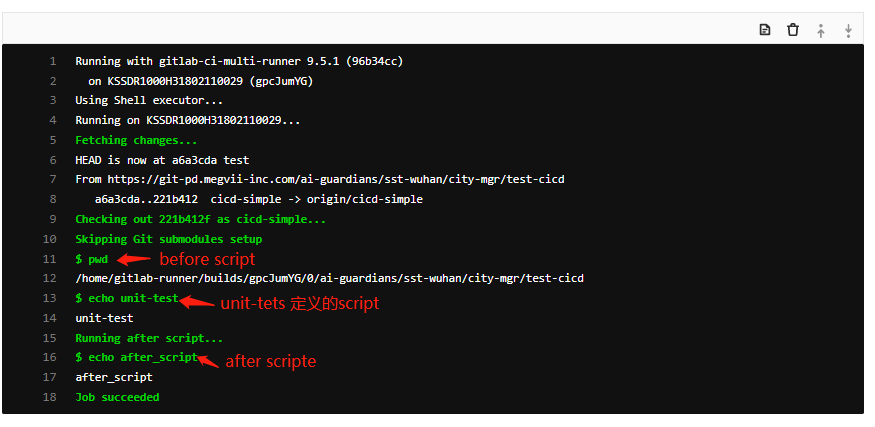 1 Running with gitlab-ci-multi-runner 9.5.1 (96b34cc)
2 on KSSDR1000H31802110029 (gpcJumYG)
3 Using Shell executor...
4 Running on KSSDR1000H31802110029...
5 Fetching changes...
6 HEAD is now at a6a3cda test
7 From https://git-pd.megvii-inc.com/ai-guardians/sst-wuhan/city-mgr/test-cicd
8 a6a3cda..221b412 cicd-simple -> origin/cicd-simple
9 Checking out 221b412f as cicd-simple...
10 Skipping Git submodules setup
11 $ pwd before script
12 /home/gitlab-runner/builds/gpcJumYG/0/ai-guardians/sst-wuhan/city-mgr/test-cicd
13 $ echo unit-test unit-tets 定义的script
14 unit-test
15 Running after script...
16 $ echo after_script after scripte
17 after_script
18 Job succeeded